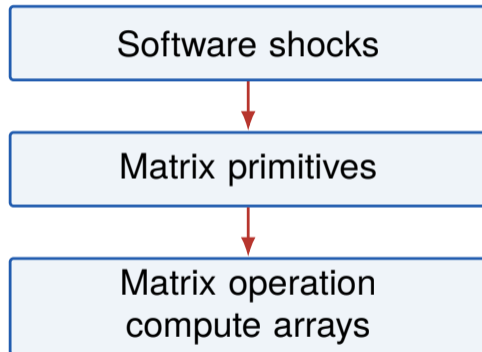 Software shocks
Matrix primitives
Matrix operation
compute arrays